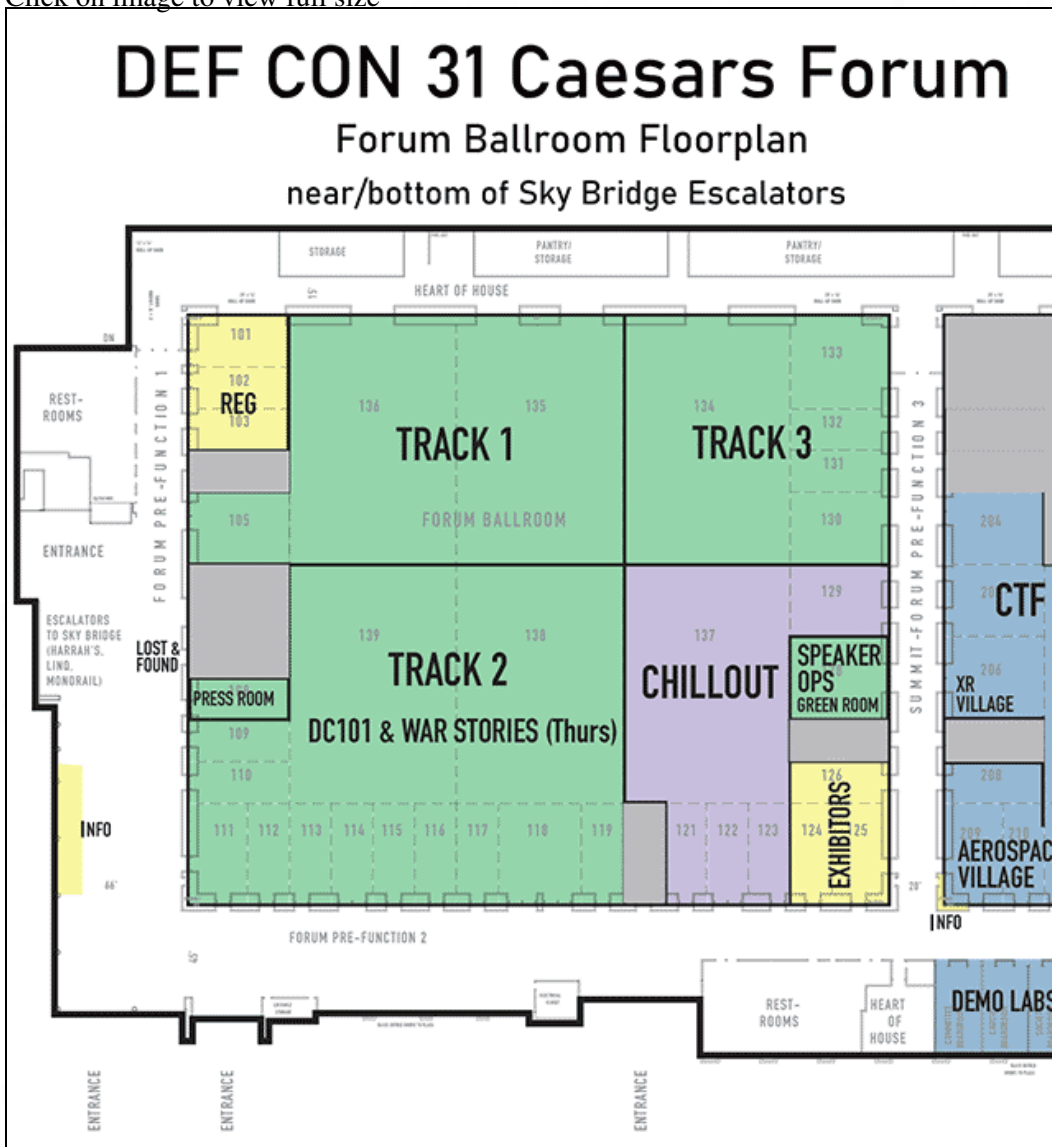 Click on image to view full size
DEF CON 31 Caesars Forum
Forum Ballroom Floorplan
near/bottom of Sky Bridge Escalators
STORAGE
PANTRY/
STORAGE
PANTRY/
STORAGE
HEART OF HOUSE
DN
REST-
ROOMS
FORUM PRE-FUNCTION 1
101
102
REG
103
105
136
135
TRACK 1
FORUM BALLROOM
134
TRACK 3
133
132
131
130
SUMMIT-FORUM PRE-FUNCTION 3
204
CTF
206
XR
VILLAGE
208
209
210
AEROSPAC
VILLAGE
ENTRANCE
ESCALATORS
TO SKY BRIDGE
(HARRAH'S,
LINQ,
MONORAIL)
LOST &
FOUND
PRESS ROOM
109
110
139
138
TRACK 2
DC101 & WAR STORIES (Thurs)
137
CHILLOUT
129
SPEAKER
OPS
GREEN ROOM
126
EXHIBITORS
111
112
113
114
115
116
117
118
119
121
122
123
124
125
INFO
66'
45'
20'
INFO
FORUM PRE-FUNCTION 2
REST-
ROOMS
HEART
OF
HOUSE
DEMO LABS
ENTRANCE
ENTRANCE
ENTRANCE